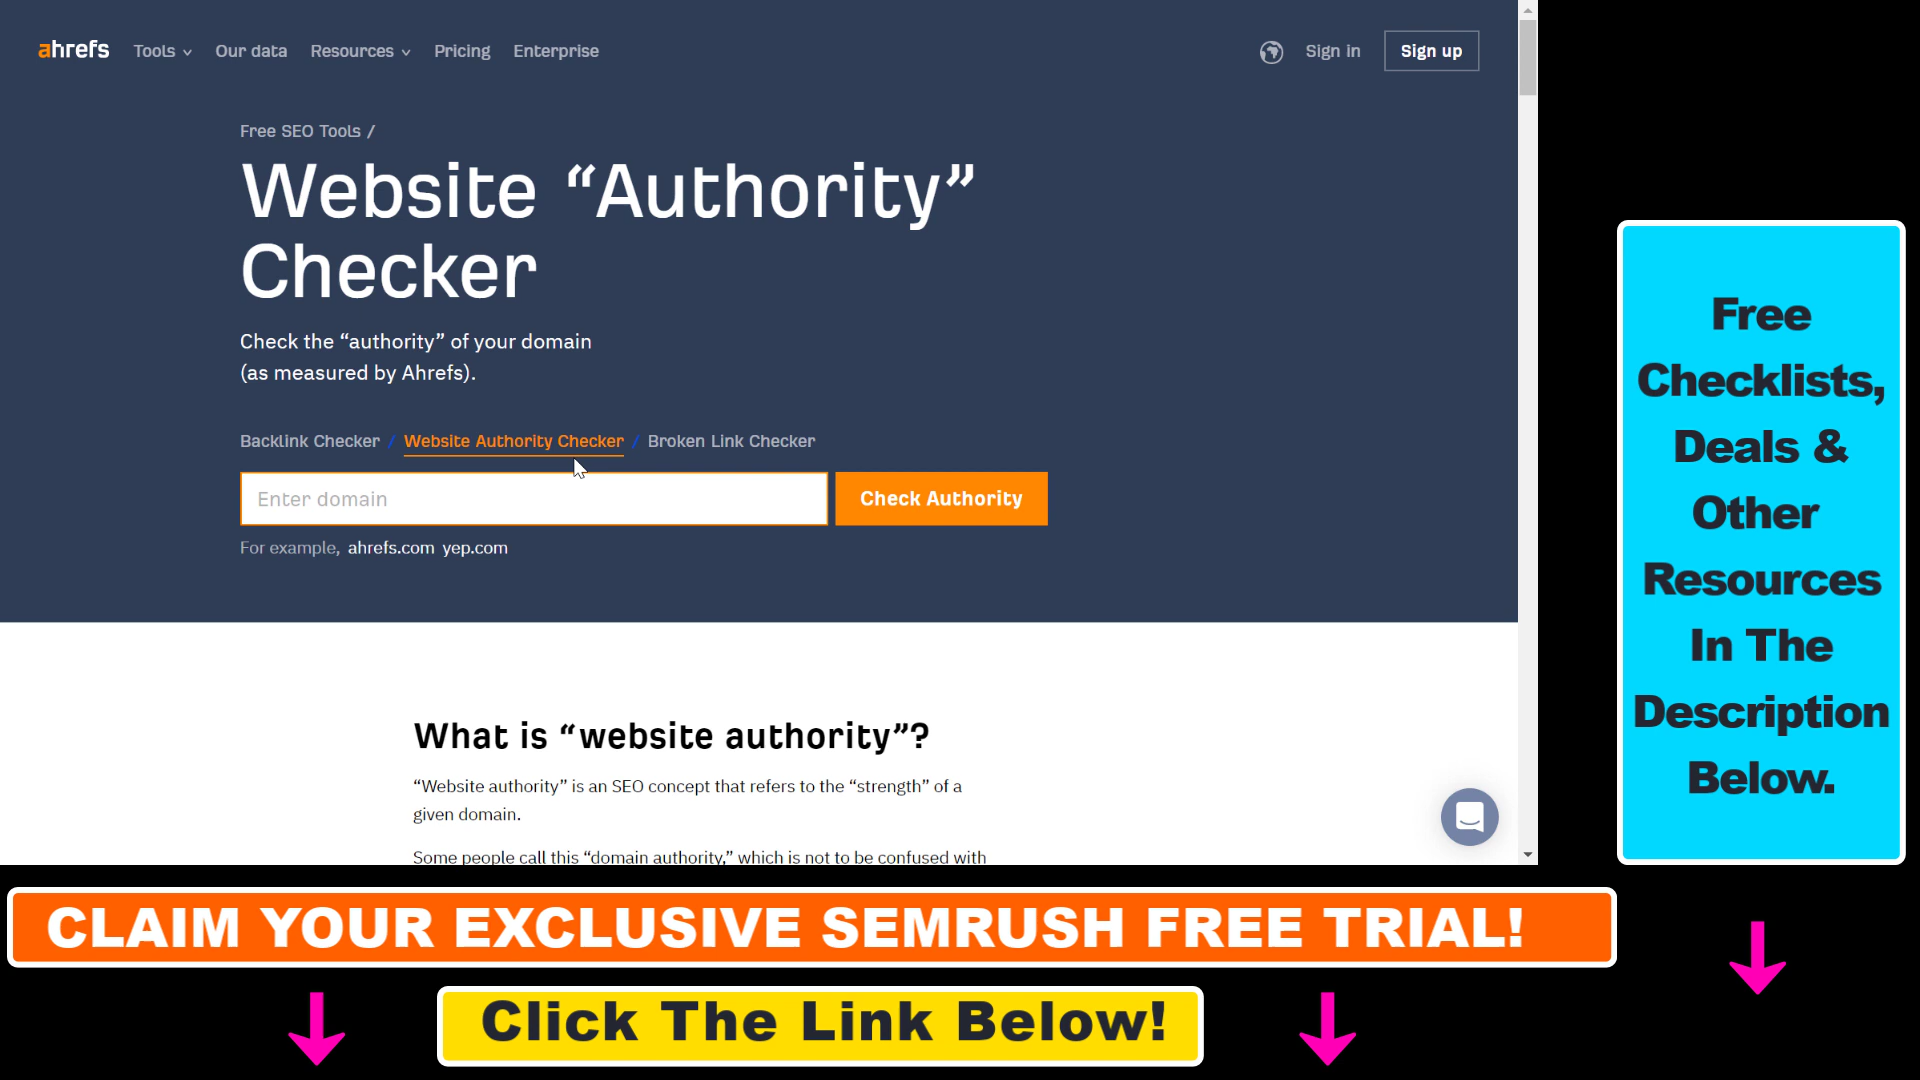 ahrefs Tools Our data Resources Pricing Enterprise Sign in Sign up
Free SEO Tools /
Website “Authority”
Checker
Check the “authority” of your domain
(as measured by Ahrefs).
Backlink Checker / Website Authority Checker / Broken Link Checker
Enter domain Check Authority
For example, ahrefs.com yep.com
What is “website authority”?
“Website authority” is an SEO concept that refers to the “strength” of a
given domain.
Some people call this “domain authority,” which is not to be confused with
Free
Checklists,
Deals &
Other
Resources
In The
Description
Below.
CLAIM YOUR EXCLUSIVE SEMRUSH FREE TRIAL!
Click The Link Below!